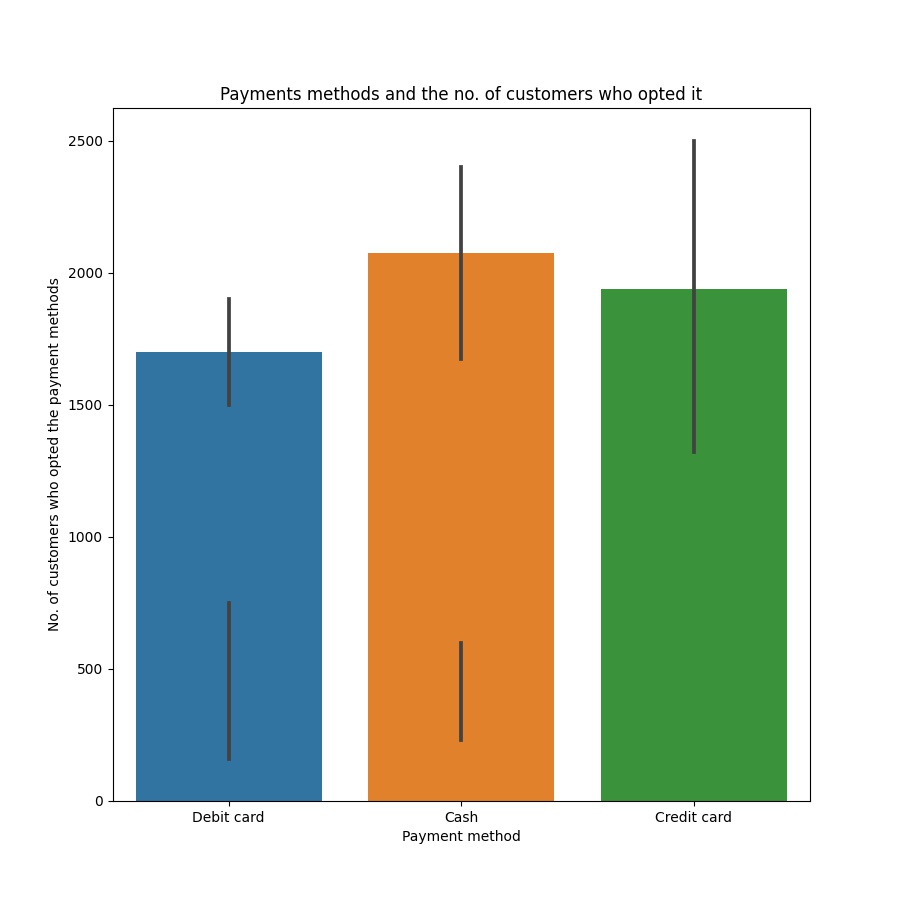 Payments methods and the no. of customers who opted it
No. of customers who opted the payment methods
2500
2000
1500
1000
500
0
Debit card
Cash
Credit card
Payment method